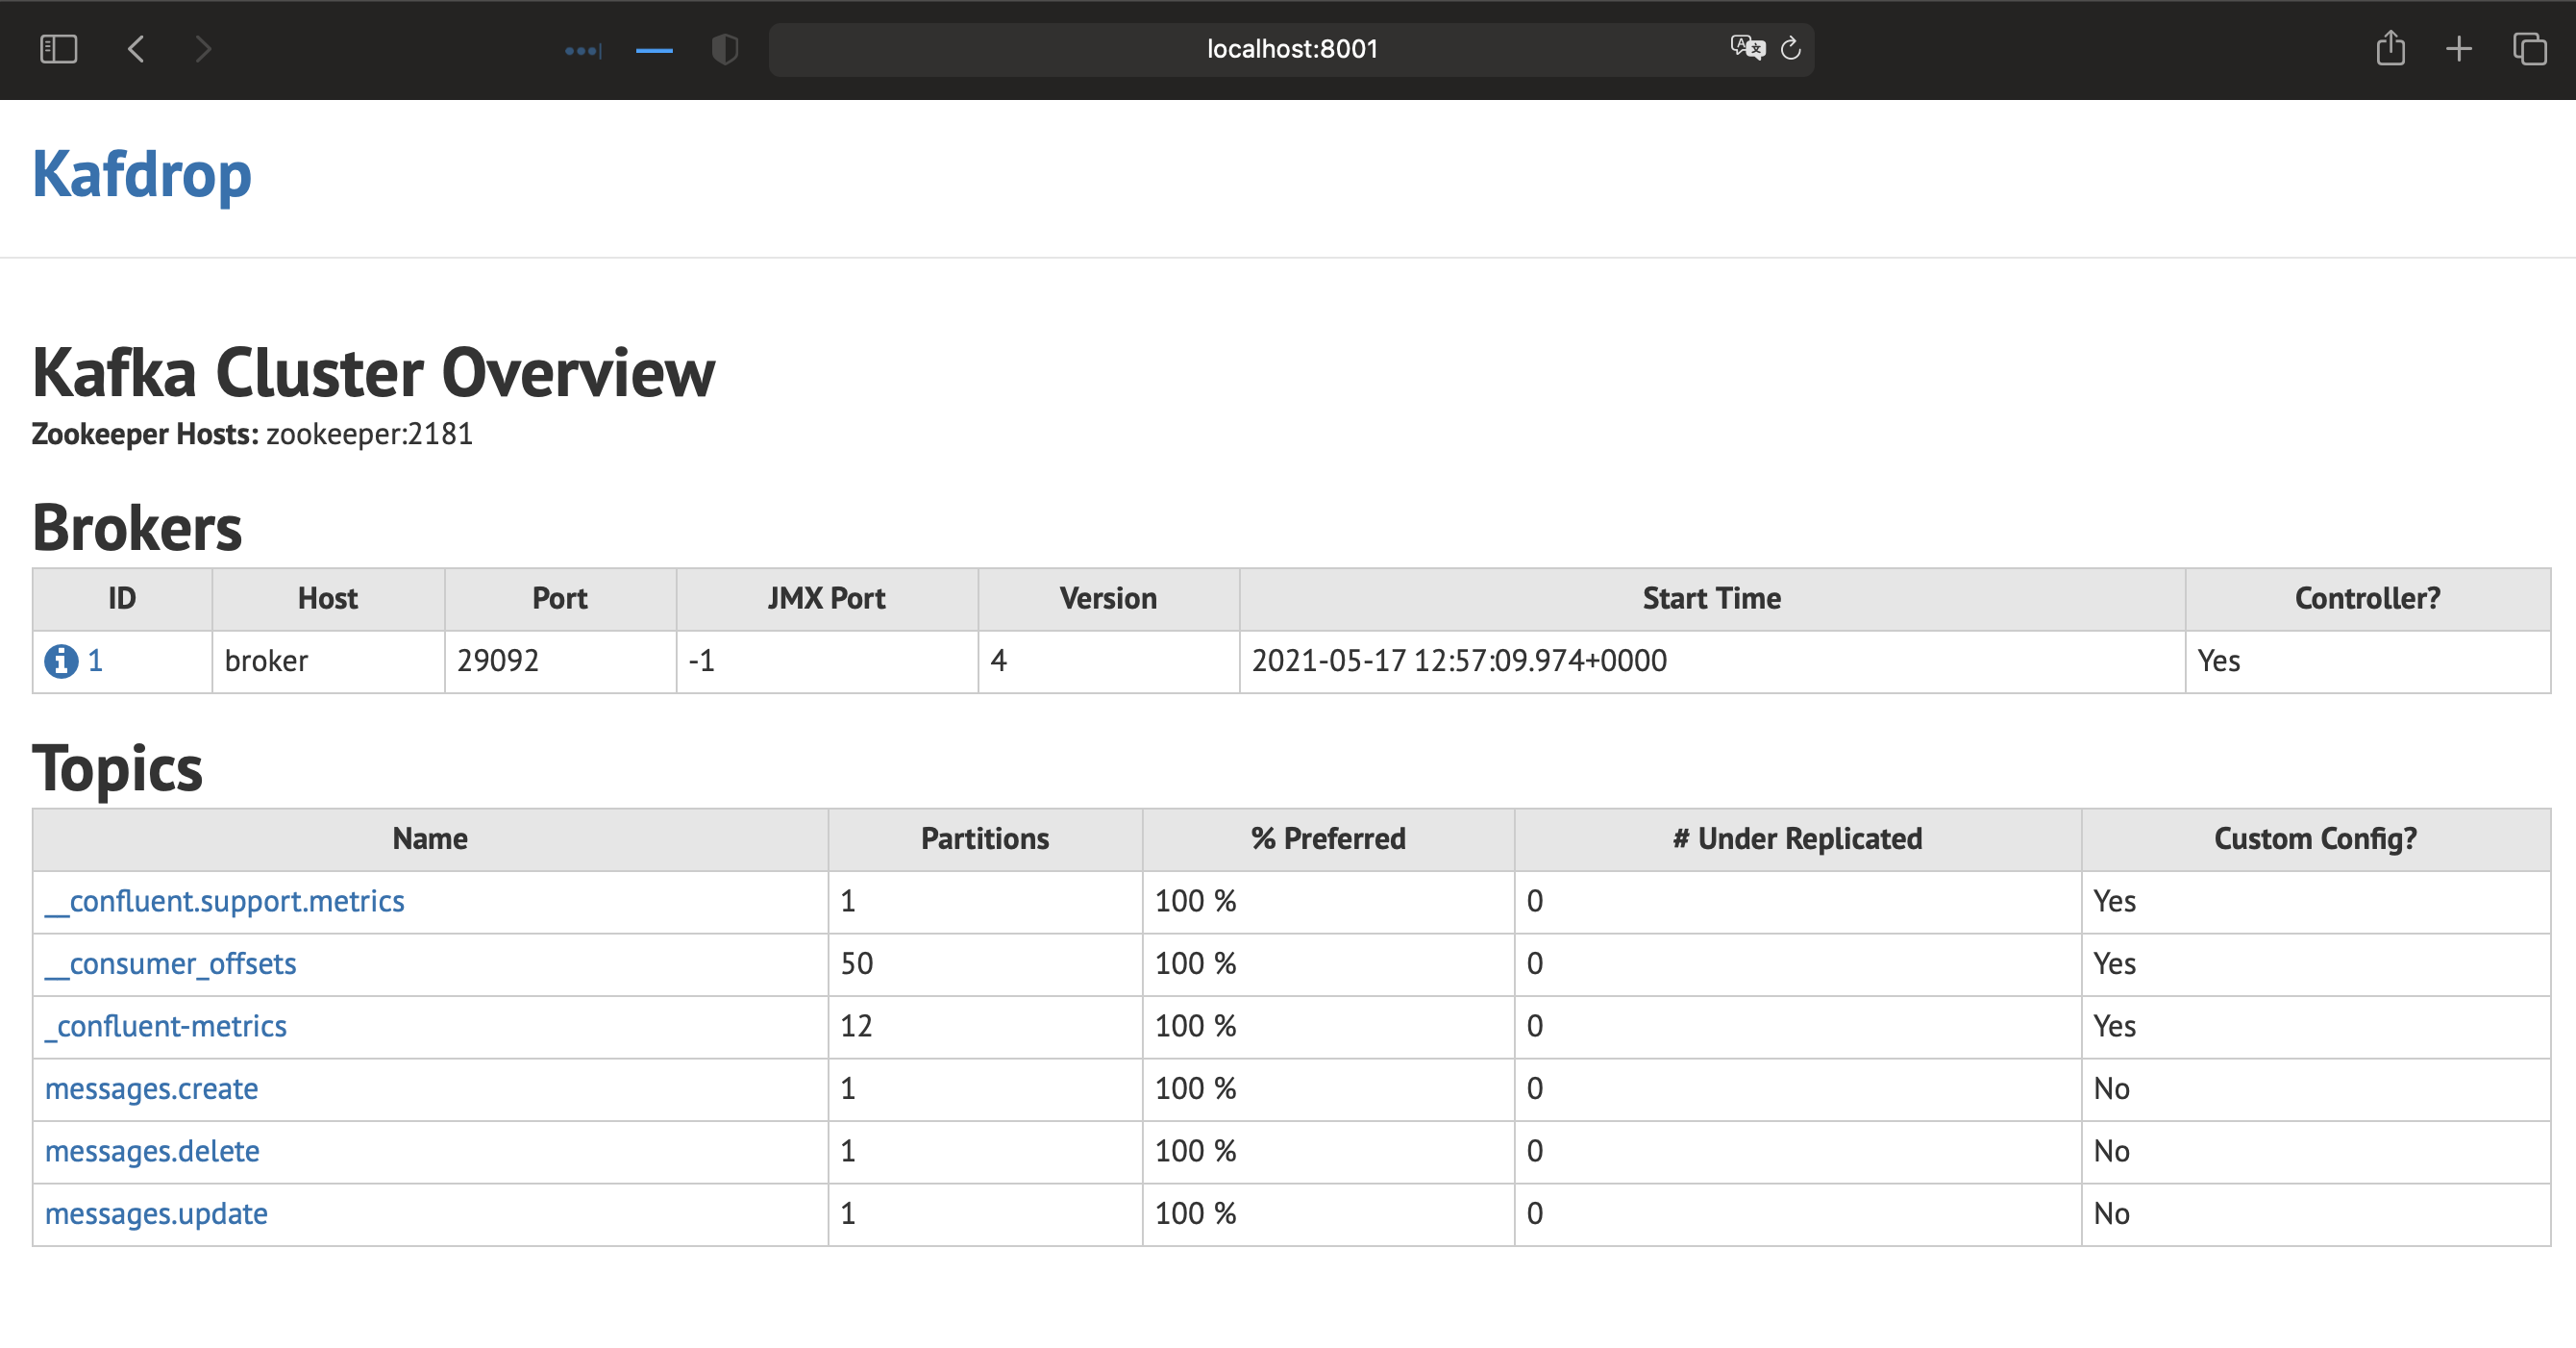 localhost:8001
Kafdrop
Kafka Cluster Overview
Zookeeper Hosts: zookeeper:2181
Brokers
ID Host Port JMX Port Version Start Time Controller?
1 broker 29092 -1 4 2021-05-17 12:57:09.974+0000 Yes
Topics
Name Partitions % Preferred # Under Replicated Custom Config?
__confluent.support.metrics 1 100 % 0 Yes
__consumer_offsets 50 100 % 0 Yes
_confluent-metrics 12 100 % 0 Yes
messages.create 1 100 % 0 No
messages.delete 1 100 % 0 No
messages.update 1 100 % 0 No